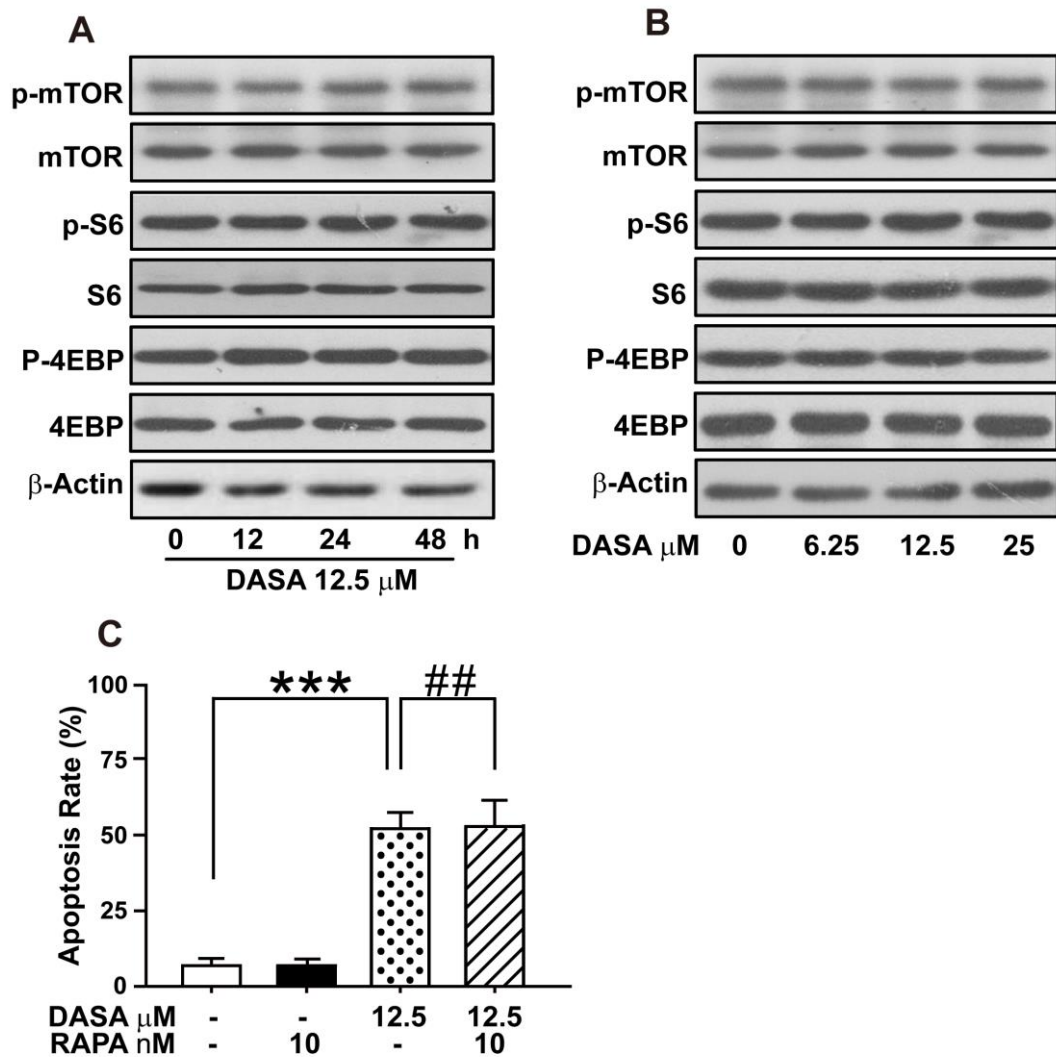 A
p-mTOR
mTOR
p-S6
S6
P-4EBP
4EBP
β-Actin
0 12 24 48 h
DASA 12.5 μM
B
p-mTOR
mTOR
p-S6
S6
P-4EBP
4EBP
β-Actin
DASA μM 0 6.25 12.5 25
C
*** ##
Apoptosis Rate (%)
100
75
50
25
0
DASA μM - - 12.5 12.5
RAPA nM - 10 - 10